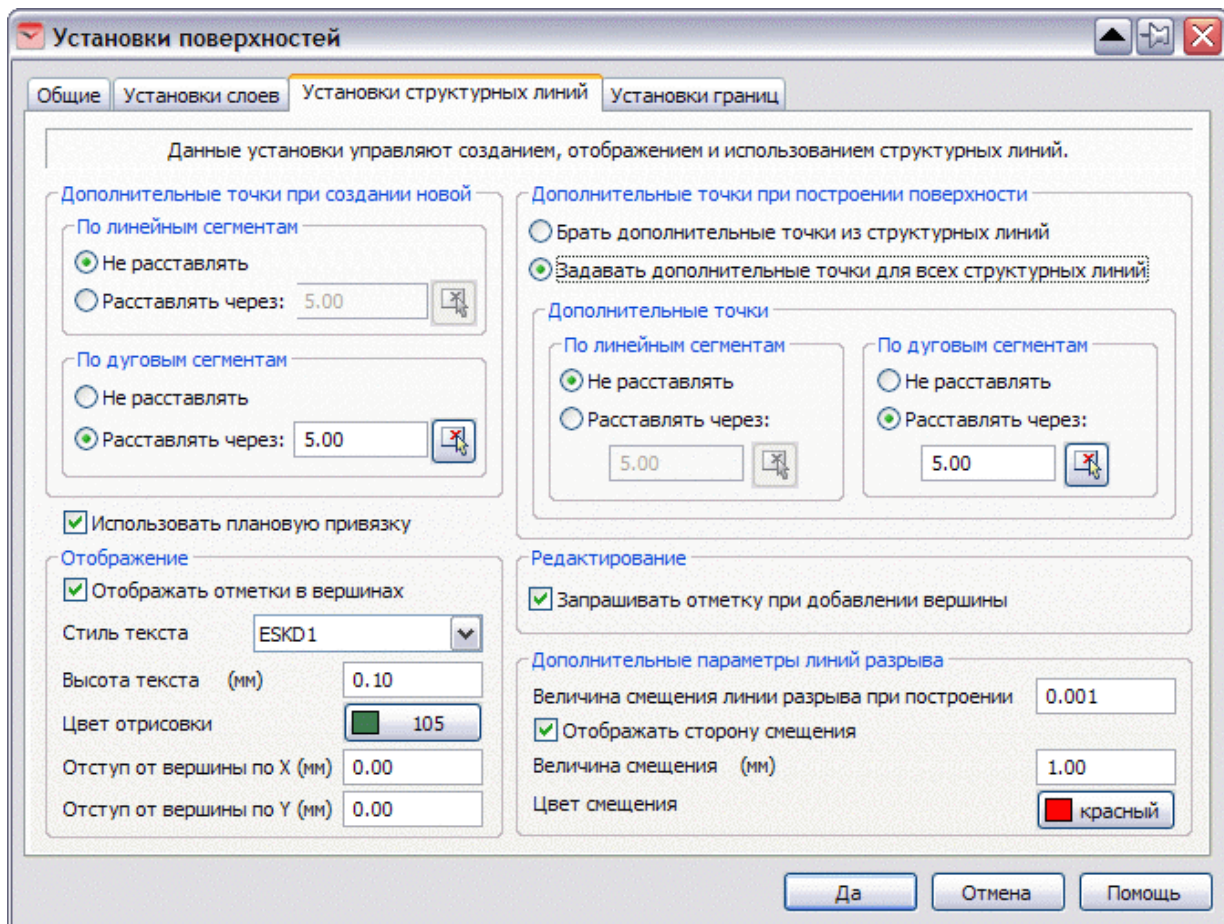 Установки поверхностей
Общие
Установки слоев
Установки структурных линий
Установки границ
Данные установки управляют созданием, отображением и использованием структурных линий.
Дополнительные точки при создании новой
По линейным сегментам
Не расставлять
Расставлять через: 5.00
По дуговым сегментам
Не расставлять
Расставлять через: 5.00
Использовать плановую привязку
Отображение
Отображать отметки в вершинах
Стиль текста ESKD1
Высота текста (мм) 0.10
Цвет отрисовки 105
Отступ от вершины по X (мм) 0.00
Отступ от вершины по Y (мм) 0.00
Дополнительные точки при построении поверхности
Брать дополнительные точки из структурных линий
Задавать дополнительные точки для всех структурных линий
Дополнительные точки
По линейным сегментам
Не расставлять
Расставлять через:
5.00
По дуговым сегментам
Не расставлять
Расставлять через:
5.00
Редактирование
Запрашивать отметку при добавлении вершины
Дополнительные параметры линий разрыва
Величина смещения линии разрыва при построении 0.001
Отображать сторону смещения
Величина смещения (мм) 1.00
Цвет смещения красный
Да
Отмена
Помощь